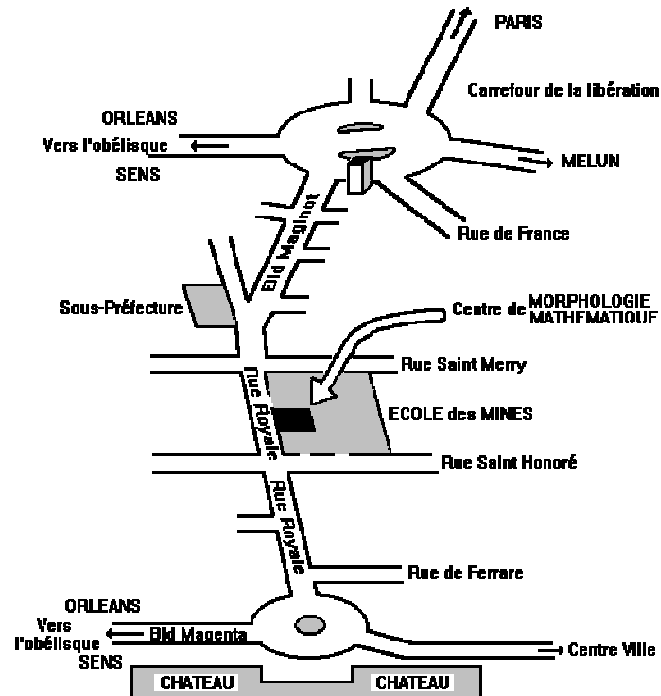 PARIS
Carrefour de la libération
ORLEANS
Vers l'obélisque
SENS
MELUN
Rue de France
Bld Maginot
Sous-Préfecture
Centre de MORPHOLOGIE
MATHEMATIQUE
Rue Saint Merry
Rue Royale
ECOLE des MINES
Rue Saint Honoré
Rue Royale
Rue de Ferrare
ORLEANS
Vers
l'obélisque
Bld Magenta
SENS
Centre Ville
CHATEAU
CHATEAU